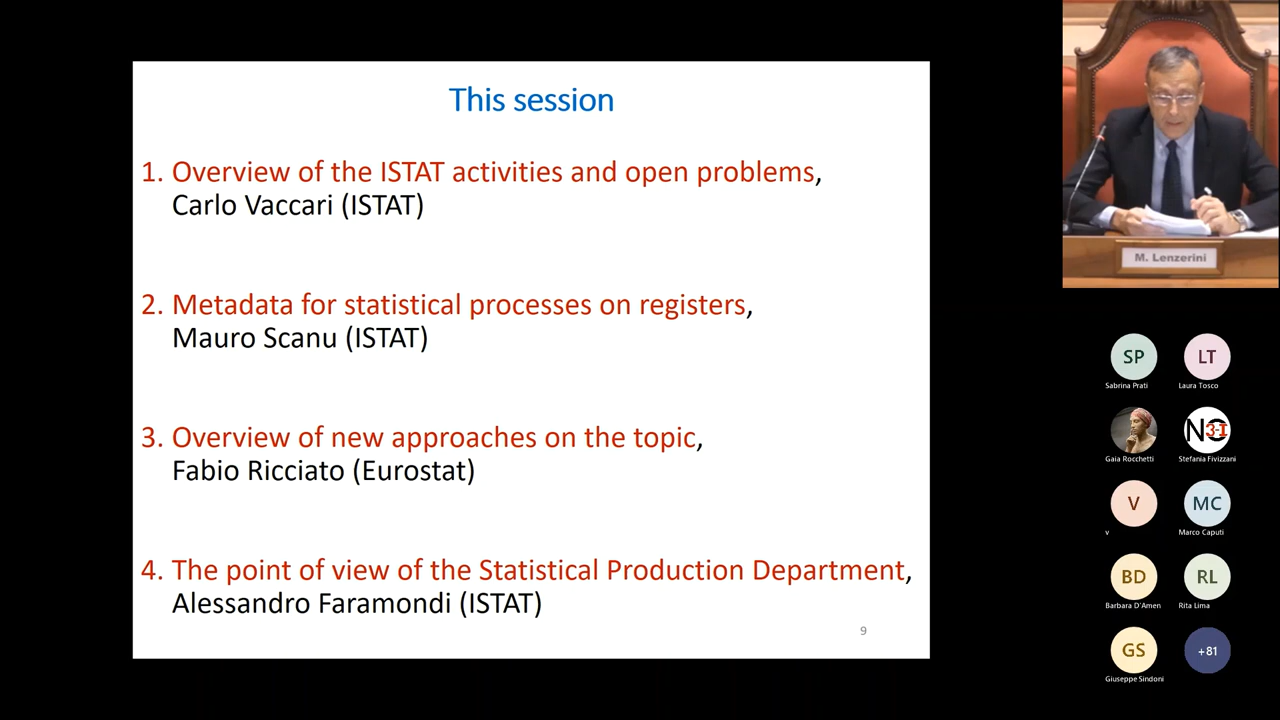 This session
1. Overview of the ISTAT activities and open problems,
Carlo Vaccari (ISTAT)
2. Metadata for statistical processes on registers,
Mauro Scanu (ISTAT)
3. Overview of new approaches on the topic,
Fabio Ricciato (Eurostat)
4. The point of view of the Statistical Production Department,
Alessandro Faramondi (ISTAT)
9
M. Lenzerini
SP LT
Sabrina Prati Laura Tosco
N3-I
Gaia Rocchetti Stefania Fivizzani
V MC
v Marco Caputi
BD RL
Barbara D'Amen Rita Lima
GS +81
Giuseppe Sindoni